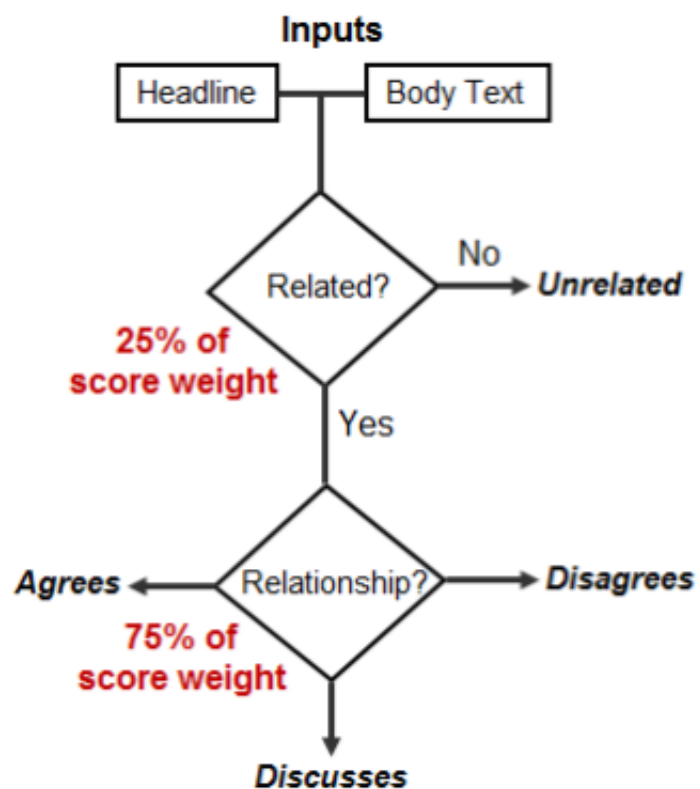 Inputs
Headline
Body Text
Related?
No
Unrelated
25% of
score weight
Yes
Agrees
Relationship?
Disagrees
75% of
score weight
Discusses